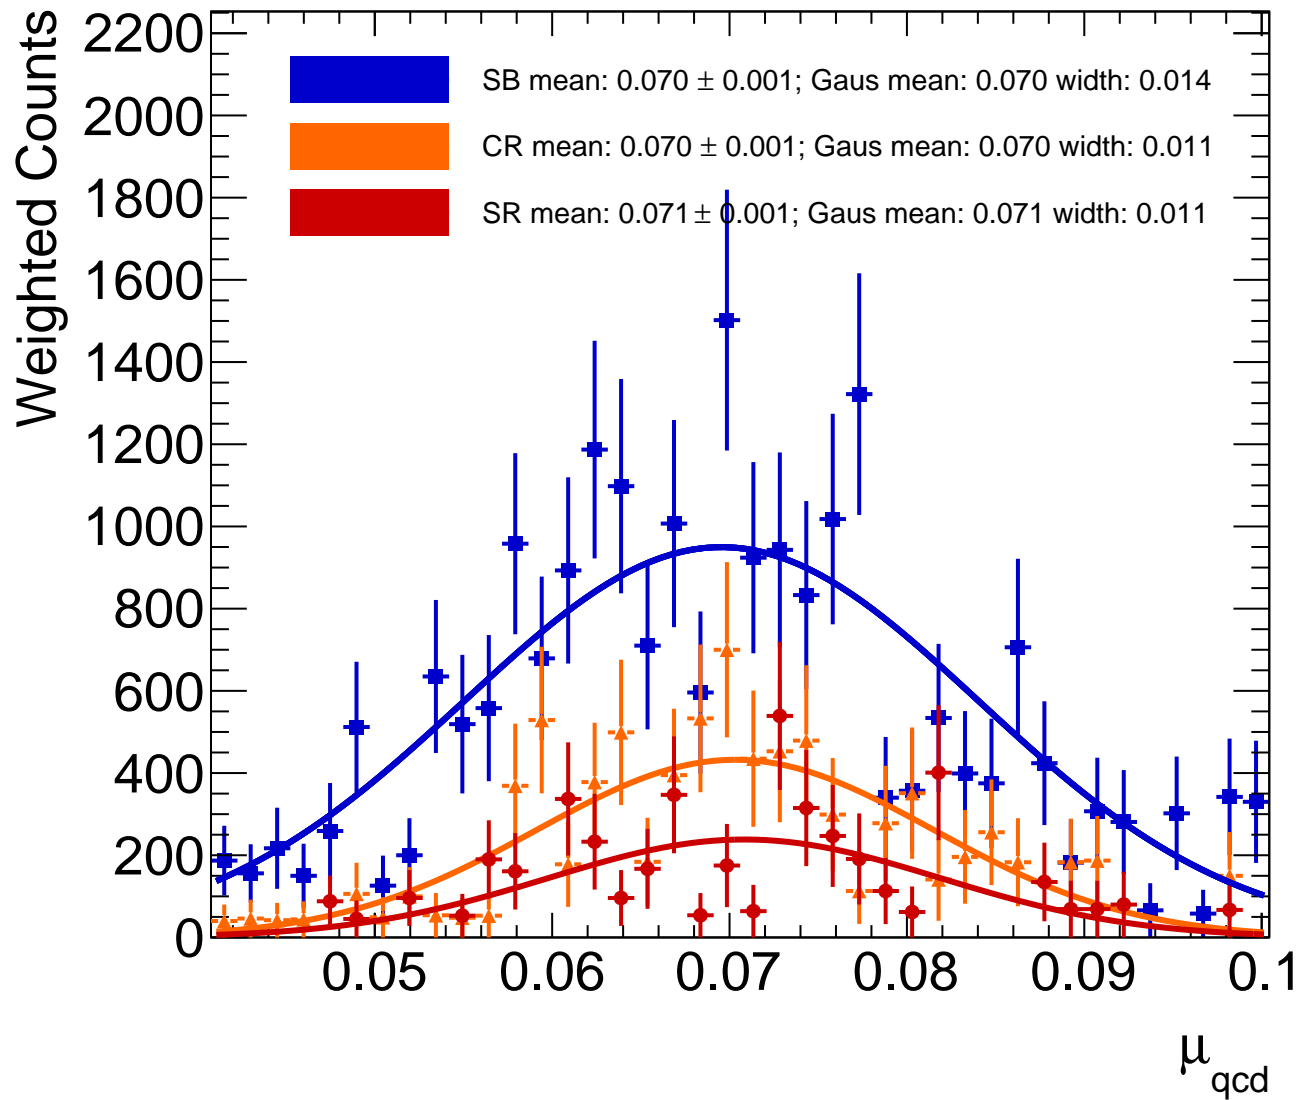 Weighted Counts
2200
2000
1800
1600
1400
1200
1000
800
600
400
200
0
SB mean: 0.070 ± 0.001; Gaus mean: 0.070 width: 0.014
CR mean: 0.070 ± 0.001; Gaus mean: 0.070 width: 0.011
SR mean: 0.071 ± 0.001; Gaus mean: 0.071 width: 0.011
0.05 0.06 0.07 0.08 0.09 0.1
μ_qcd